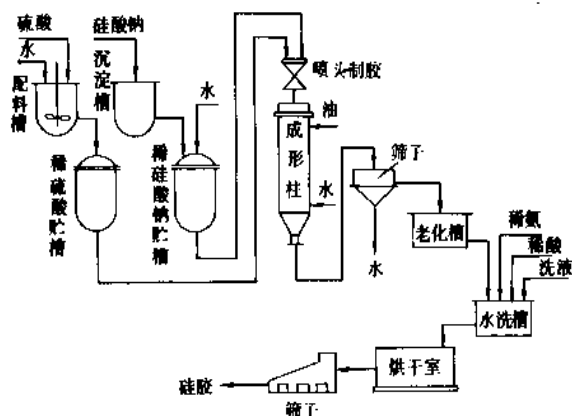 硫酸
水
配料槽
硅酸钠
沉淀槽
水
稀硫酸贮槽
稀硅酸钠贮槽
喷头制胶
油
成形柱
水
筛子
水
老化槽
稀氨
稀酸
洗液
水洗槽
烘干室
筛子
硅胶